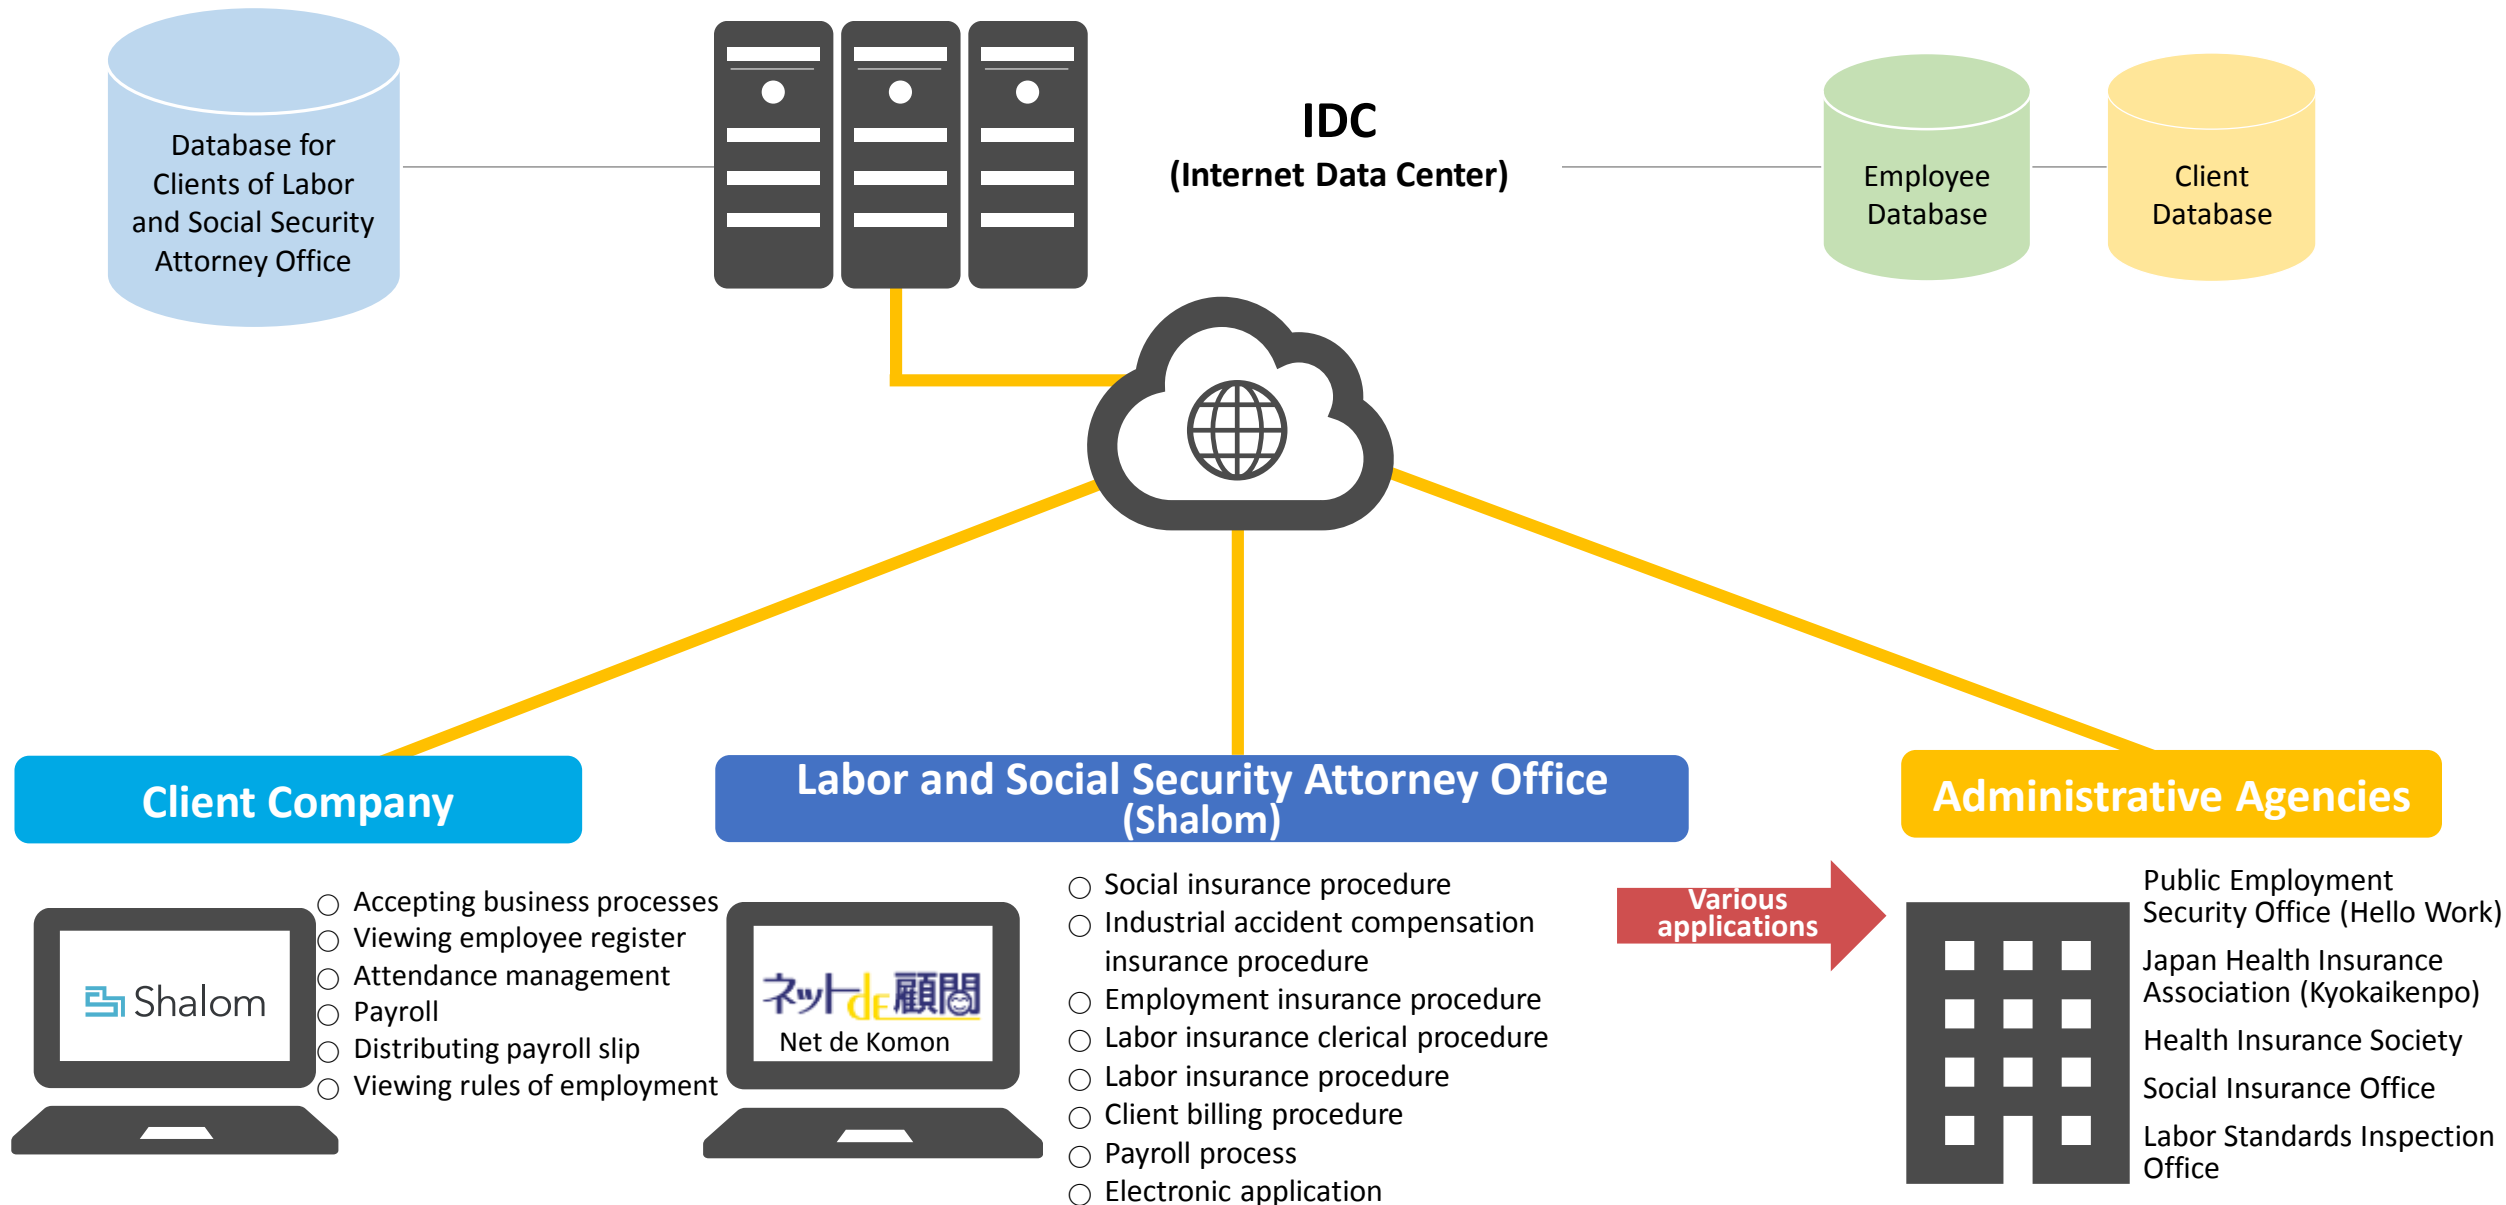 Database for
Clients of Labor
and Social Security
Attorney Office
IDC
(Internet Data Center)
Employee
Database
Client
Database
Client Company
Shalom
○ Accepting business processes
○ Viewing employee register
○ Attendance management
○ Payroll
○ Distributing payroll slip
○ Viewing rules of employment
Labor and Social Security Attorney Office
(Shalom)
ネットdE顧問
Net de Komon
○ Social insurance procedure
○ Industrial accident compensation
insurance procedure
○ Employment insurance procedure
○ Labor insurance clerical procedure
○ Labor insurance procedure
○ Client billing procedure
○ Payroll process
○ Electronic application
Various
applications
Administrative Agencies
Public Employment
Security Office (Hello Work)
Japan Health Insurance
Association (Kyokaikenpo)
Health Insurance Society
Social Insurance Office
Labor Standards Inspection
Office